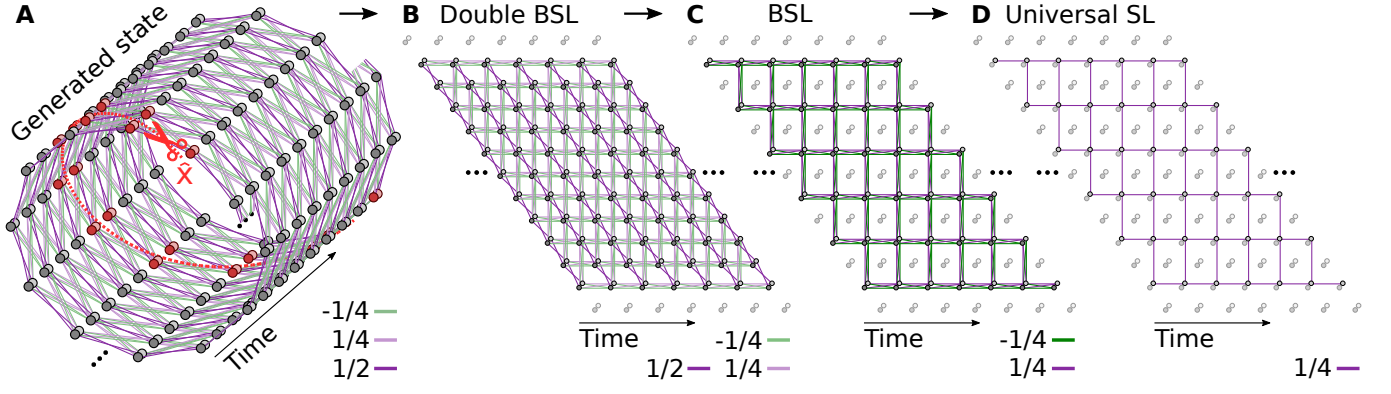 A
B Double BSL
C BSL
D Universal SL
Generated state
x̂
Time
-1/4
1/4
1/2
Time
1/2
-1/4
1/4
Time
-1/4
1/4
Time
1/4